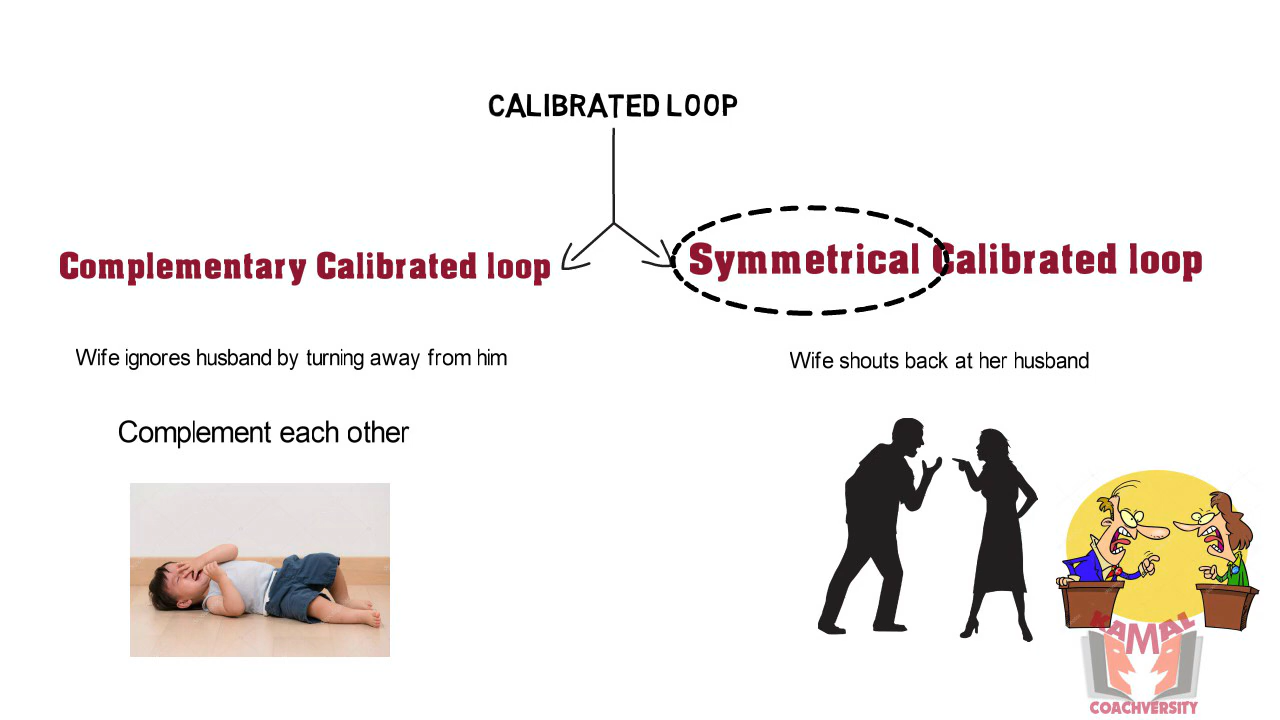 CALIBRATED LOOP
Complementary Calibrated loop
Symmetrical Calibrated loop
Wife ignores husband by turning away from him
Wife shouts back at her husband
Complement each other
KAMAL
COACHVERSITY